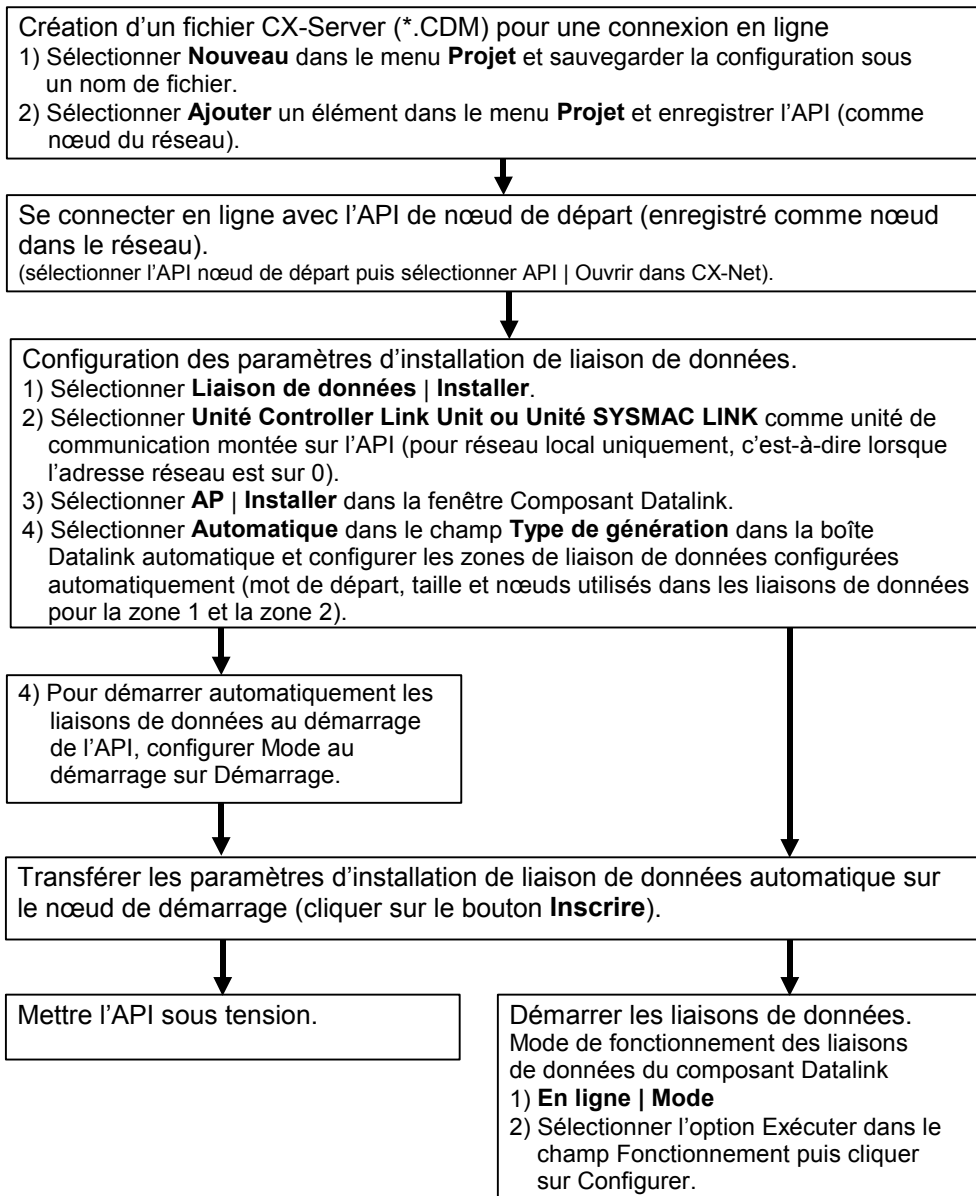 Création d’un fichier CX-Server (*.CDM) pour une connexion en ligne
1) Sélectionner Nouveau dans le menu Projet et sauvegarder la configuration sous
un nom de fichier.
2) Sélectionner Ajouter un élément dans le menu Projet et enregistrer l’API (comme
nœud du réseau).
Se connecter en ligne avec l’API de nœud de départ (enregistré comme nœud
dans le réseau).
(sélectionner l’API nœud de départ puis sélectionner API | Ouvrir dans CX-Net).
Configuration des paramètres d’installation de liaison de données.
1) Sélectionner Liaison de données | Installer.
2) Sélectionner Unité Controller Link Unit ou Unité SYSMAC LINK comme unité de
communication montée sur l’API (pour réseau local uniquement, c’est-à-dire lorsque
l’adresse réseau est sur 0).
3) Sélectionner AP | Installer dans la fenêtre Composant Datalink.
4) Sélectionner Automatique dans le champ Type de génération dans la boîte
Datalink automatique et configurer les zones de liaison de données configurées
automatiquement (mot de départ, taille et nœuds utilisés dans les liaisons de données
pour la zone 1 et la zone 2).
4) Pour démarrer automatiquement les
liaisons de données au démarrage
de l’API, configurer Mode au
démarrage sur Démarrage.
Transférer les paramètres d’installation de liaison de données automatique sur
le nœud de démarrage (cliquer sur le bouton Inscrire).
Mettre l’API sous tension.
Démarrer les liaisons de données.
Mode de fonctionnement des liaisons
de données du composant Datalink
1) En ligne | Mode
2) Sélectionner l’option Exécuter dans le
champ Fonctionnement puis cliquer
sur Configurer.